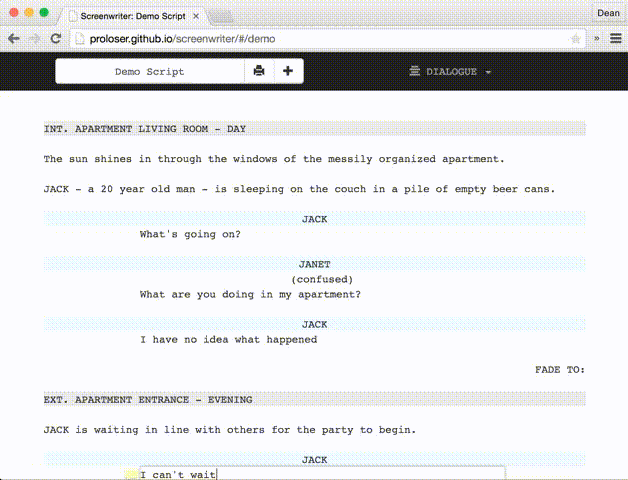 Screenwriter: Demo Script
Dean
proloser.github.io/screenwriter/#/demo
Demo Script
DIALOGUE
INT. APARTMENT LIVING ROOM - DAY
The sun shines in through the windows of the messily organized apartment.
JACK - a 20 year old man - is sleeping on the couch in a pile of empty beer cans.
JACK
What's going on?
JANET
(confused)
What are you doing in my apartment?
JACK
I have no idea what happened
FADE TO:
EXT. APARTMENT ENTRANCE - EVENING
JACK is waiting in line with others for the party to begin.
JACK
I can't wait